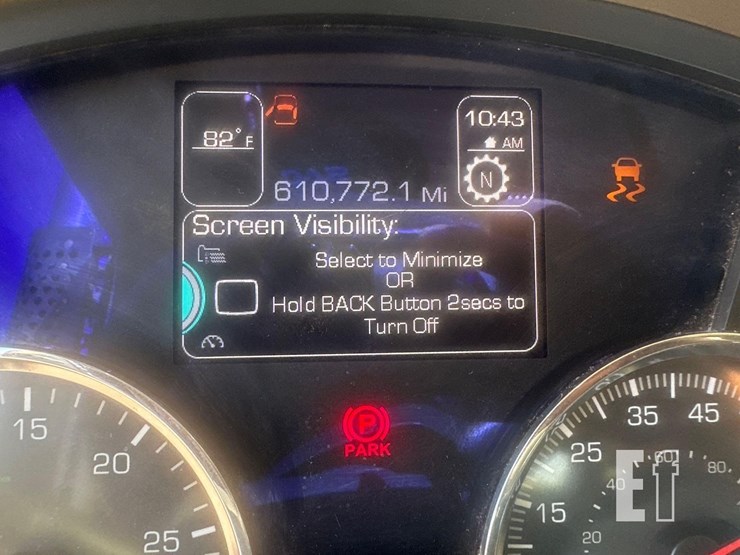 82°F
10:43
AM
610,772.1 Mi
N
Screen Visibility:
Select to Minimize
OR
Hold BACK Button 2secs to
Turn Off
P
PARK
15
20
25
15
25
35
45
20
40
60
80
ET